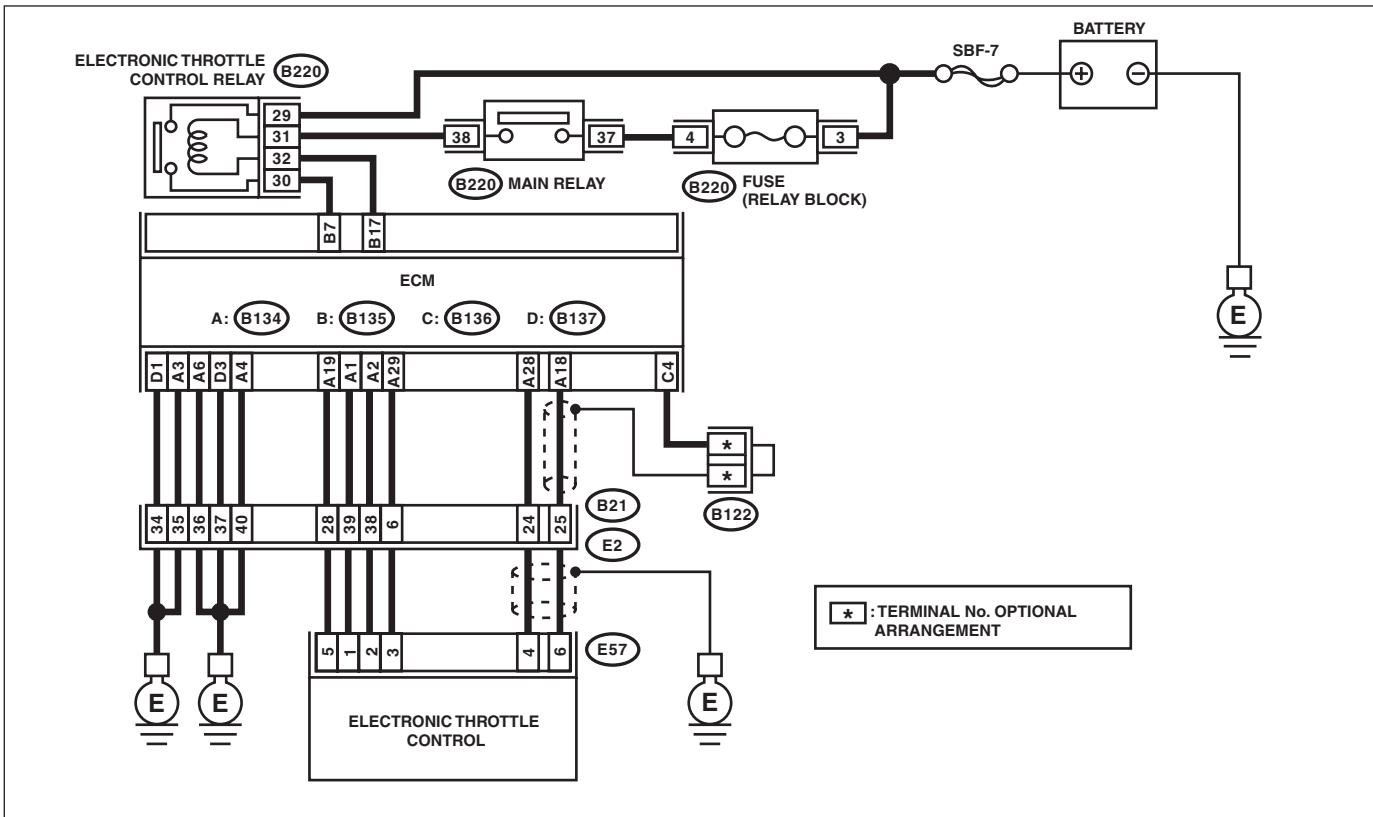 BATTERY
SBF-7
ELECTRONIC THROTTLE
CONTROL RELAY
B220
29
31
32
30
38
37
4
3
B220
MAIN RELAY
B220
FUSE
(RELAY BLOCK)
E
B7
B17
ECM
A: B134
B: B135
C: B136
D: B137
D1
A3
A6
D3
A4
A19
A1
A2
A29
A28
A18
C4
*
*
B122
34
35
36
37
40
28
39
38
6
24
25
B21
E2
5
1
2
3
4
6
E57
* : TERMINAL No. OPTIONAL
ARRANGEMENT
E
E
E
ELECTRONIC THROTTLE
CONTROL